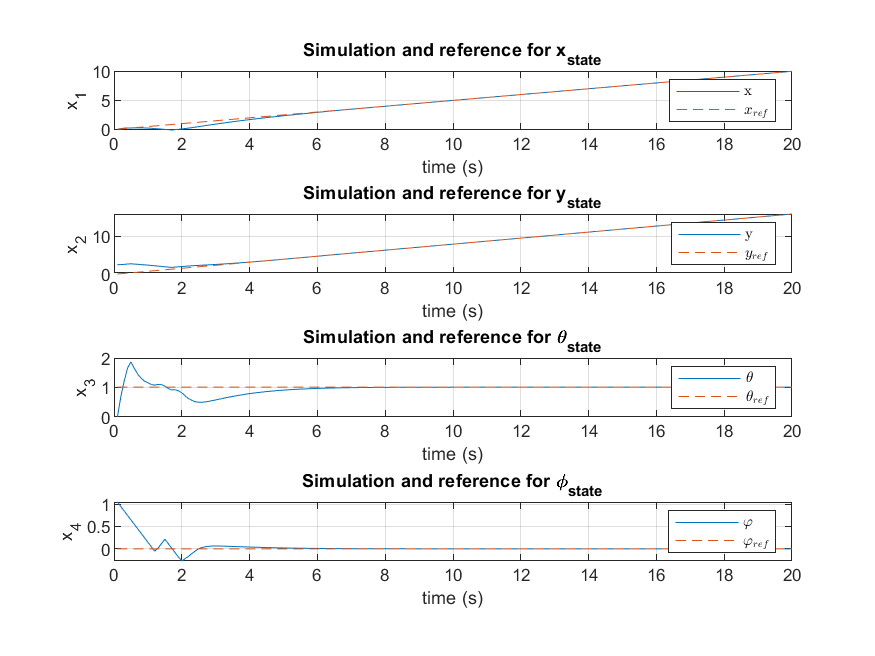 Simulation and reference for x_state
x_1
10
5
0
x
x_ref
0 2 4 6 8 10 12 14 16 18 20
time (s)
Simulation and reference for y_state
x_2
10
0
y
y_ref
0 2 4 6 8 10 12 14 16 18 20
time (s)
Simulation and reference for θ_state
x_3
2
1
0
θ
θ_ref
0 2 4 6 8 10 12 14 16 18 20
time (s)
Simulation and reference for ϕ_state
x_4
1
0.5
0
φ
φ_ref
0 2 4 6 8 10 12 14 16 18 20
time (s)